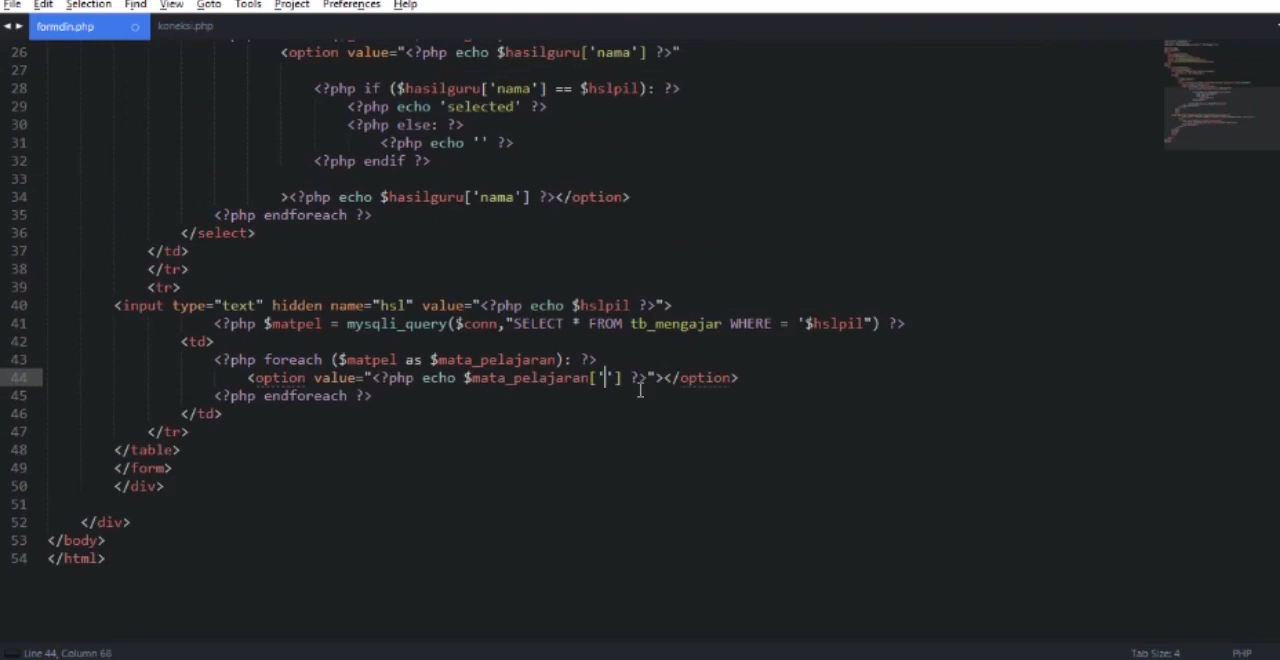 File Edit Selection Find View Goto Tools Project Preferences Help
formdin.php koneksi.php
26 <option value="<?php echo $hasilguru['nama'] ?>"
27
28 <?php if ($hasilguru['nama'] == $hslpil): ?>
29 <?php echo 'selected' ?>
30 <?php else: ?>
31 <?php echo '' ?>
32 <?php endif ?>
33
34 ><?php echo $hasilguru['nama'] ?></option>
35 <?php endforeach ?>
36 </select>
37 </td>
38 </tr>
39 <tr>
40 <input type="text" hidden name="hsl" value="<?php echo $hslpil ?>">
41 <?php $matpel = mysqli_query($conn,"SELECT * FROM tb_mengajar WHERE = '$hslpil") ?>
42 <td>
43 <?php foreach ($matpel as $mata_pelajaran): ?>
44 <option value="<?php echo $mata_pelajaran[''] ?>"></option>
45 <?php endforeach ?>
46 </td>
47 </tr>
48 </table>
49 </form>
50 </div>
51
52 </div>
53 </body>
54 </html>
Line 44, Column 68 Tab Size: 4 PHP